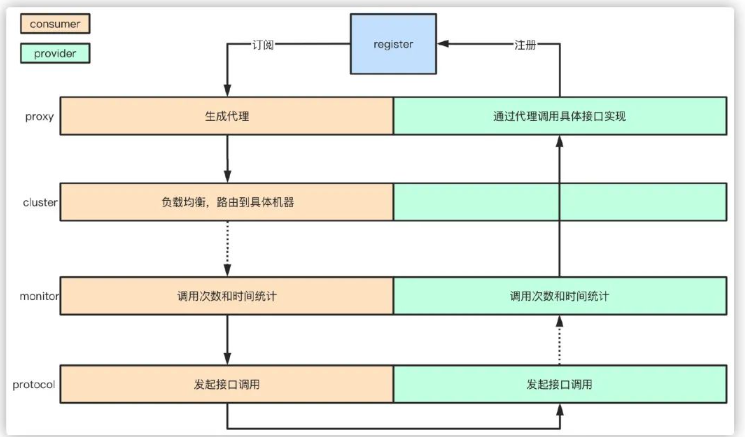 consumer
provider
register
订阅
注册
proxy
生成代理
通过代理调用具体接口实现
cluster
负载均衡，路由到具体机器
monitor
调用次数和时间统计
调用次数和时间统计
protocol
发起接口调用
发起接口调用